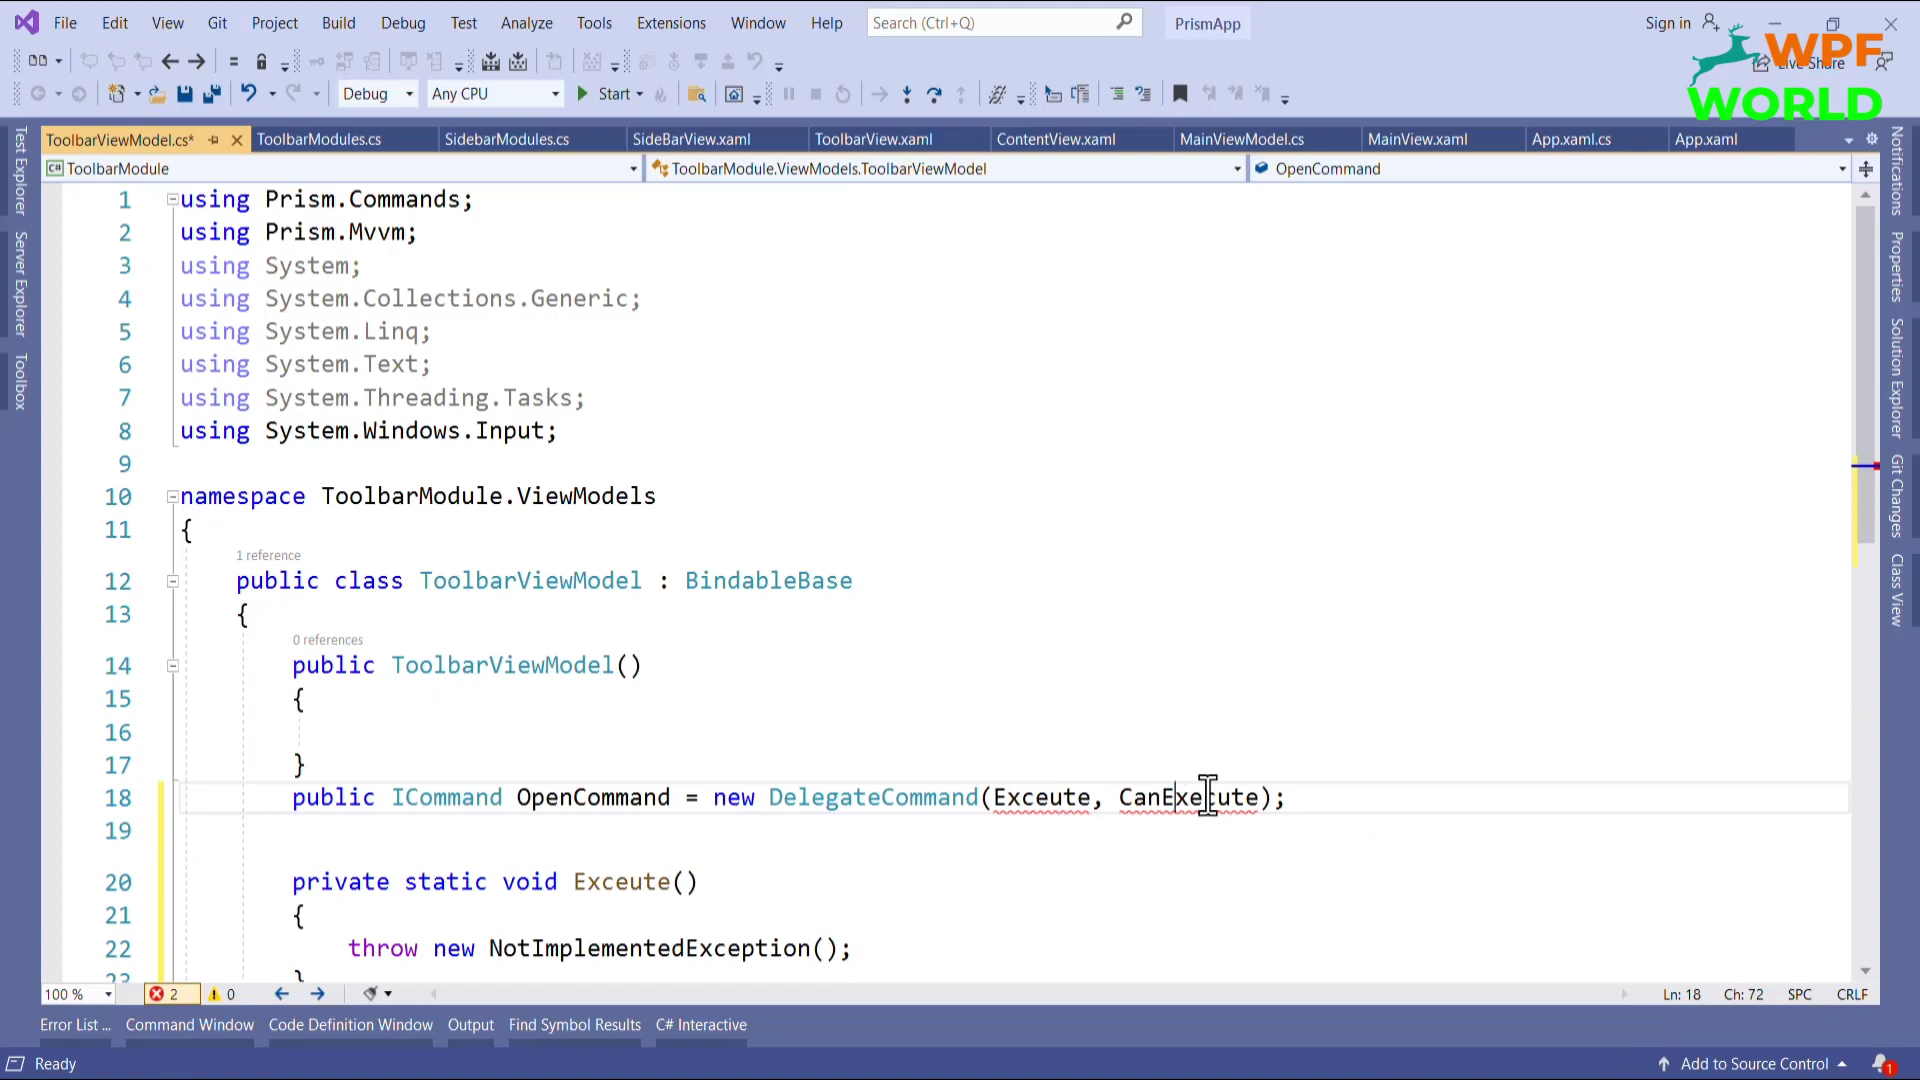 File Edit View Git Project Build Debug Test Analyze Tools Extensions Window Help Search (Ctrl+Q) PrismApp Sign in
Live Share
WPF
WORLD
Debug Any CPU Start
ToolbarViewModel.cs* ToolbarModules.cs SidebarModules.cs SideBarView.xaml ToolbarView.xaml ContentView.xaml MainViewModel.cs MainView.xaml App.xaml.cs App.xaml
C# ToolbarModule ToolbarModule.ViewModels.ToolbarViewModel OpenCommand
Test Explorer
Server Explorer
Toolbox
1 using Prism.Commands;
2 using Prism.Mvvm;
3 using System;
4 using System.Collections.Generic;
5 using System.Linq;
6 using System.Text;
7 using System.Threading.Tasks;
8 using System.Windows.Input;
9
10 namespace ToolbarModule.ViewModels
11 {
1 reference
12 public class ToolbarViewModel : BindableBase
13 {
0 references
14 public ToolbarViewModel()
15 {
16
17 }
18 public ICommand OpenCommand = new DelegateCommand(Exceute, CanExecute);
19
20 private static void Exceute()
21 {
22 throw new NotImplementedException();
23 }
Notifications
Properties
Solution Explorer
Git Changes
Class View
100 % 2 0 Ln: 18 Ch: 72 SPC CRLF
Error List ... Command Window Code Definition Window Output Find Symbol Results C# Interactive
Ready Add to Source Control 1